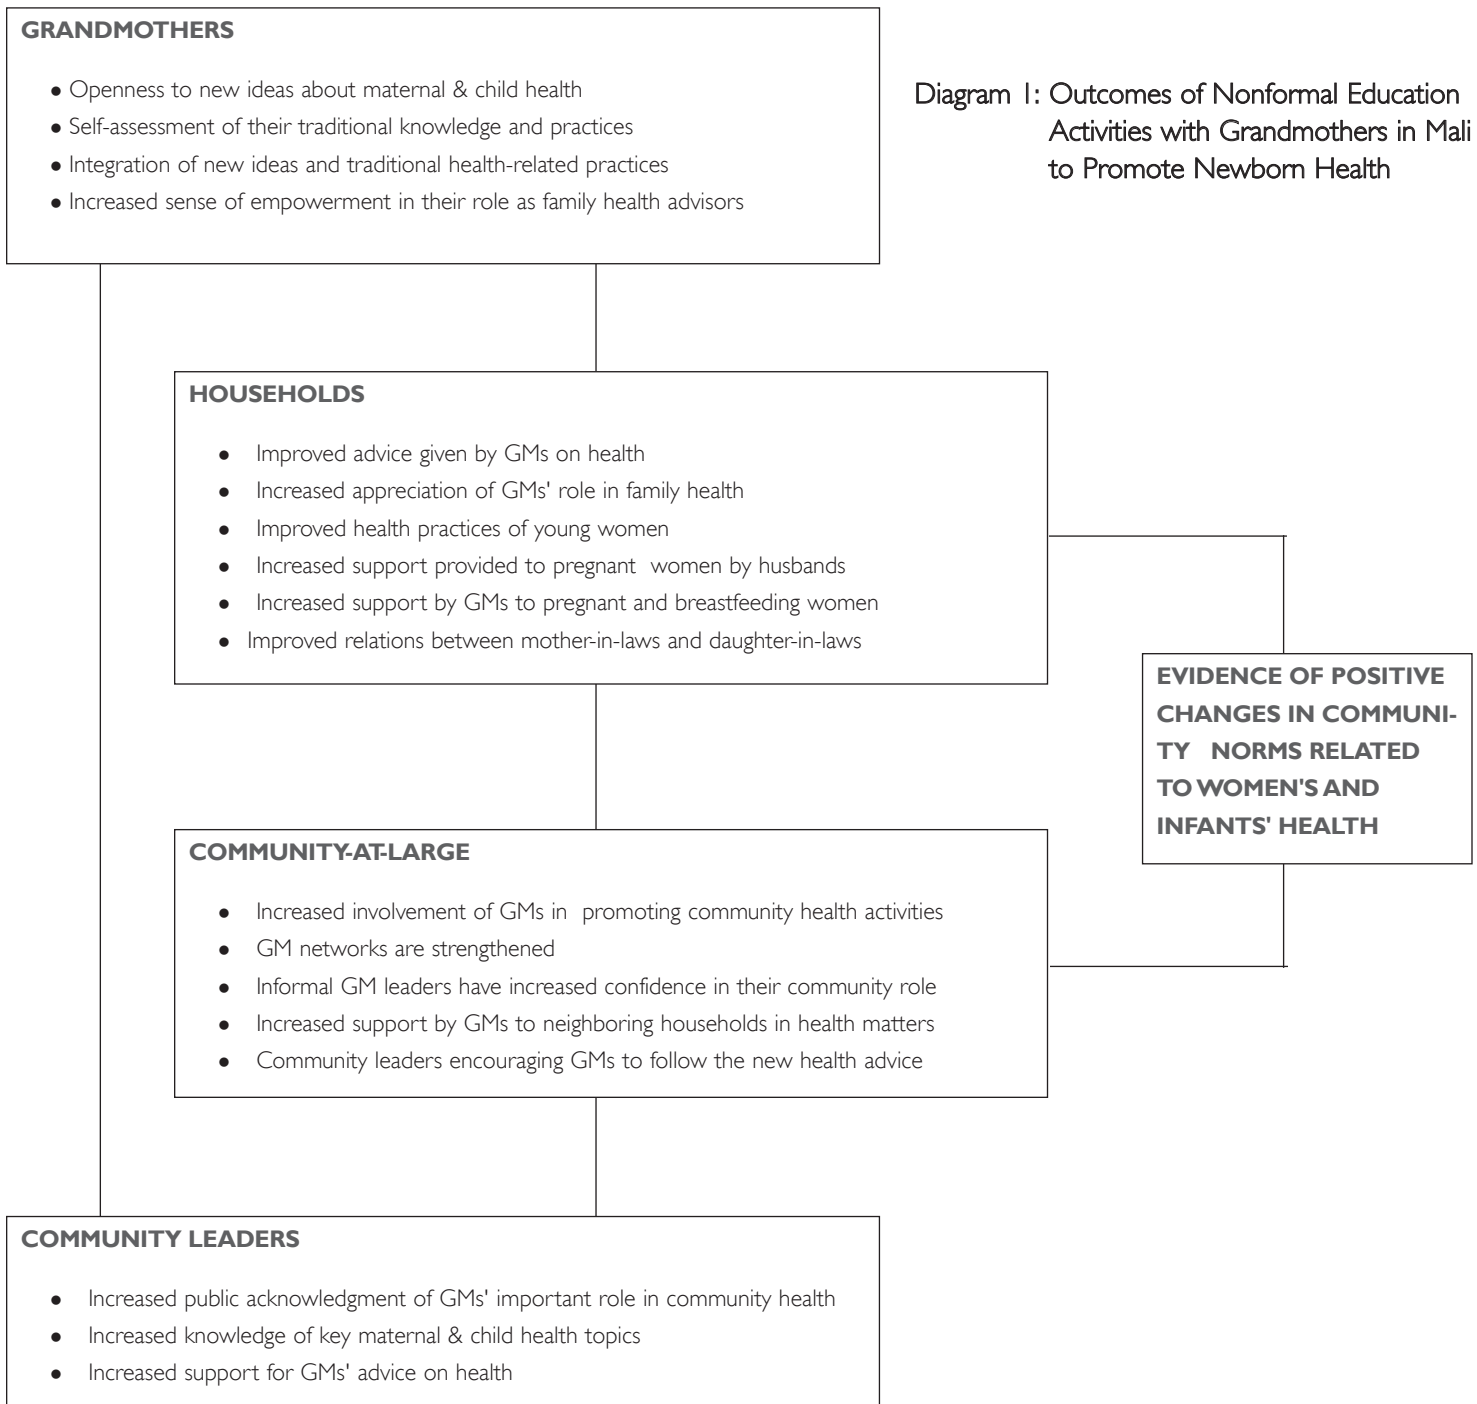 GRANDMOTHERS
● Openness to new ideas about maternal & child health
● Self-assessment of their traditional knowledge and practices
● Integration of new ideas and traditional health-related practices
● Increased sense of empowerment in their role as family health advisors
Diagram 1: Outcomes of Nonformal Education
Activities with Grandmothers in Mali
to Promote Newborn Health
HOUSEHOLDS
● Improved advice given by GMs on health
● Increased appreciation of GMs' role in family health
● Improved health practices of young women
● Increased support provided to pregnant women by husbands
● Increased support by GMs to pregnant and breastfeeding women
● Improved relations between mother-in-laws and daughter-in-laws
EVIDENCE OF POSITIVE
CHANGES IN COMMUNI-
TY NORMS RELATED
TO WOMEN'S AND
INFANTS' HEALTH
COMMUNITY-AT-LARGE
● Increased involvement of GMs in promoting community health activities
● GM networks are strengthened
● Informal GM leaders have increased confidence in their community role
● Increased support by GMs to neighboring households in health matters
● Community leaders encouraging GMs to follow the new health advice
COMMUNITY LEADERS
● Increased public acknowledgment of GMs' important role in community health
● Increased knowledge of key maternal & child health topics
● Increased support for GMs' advice on health